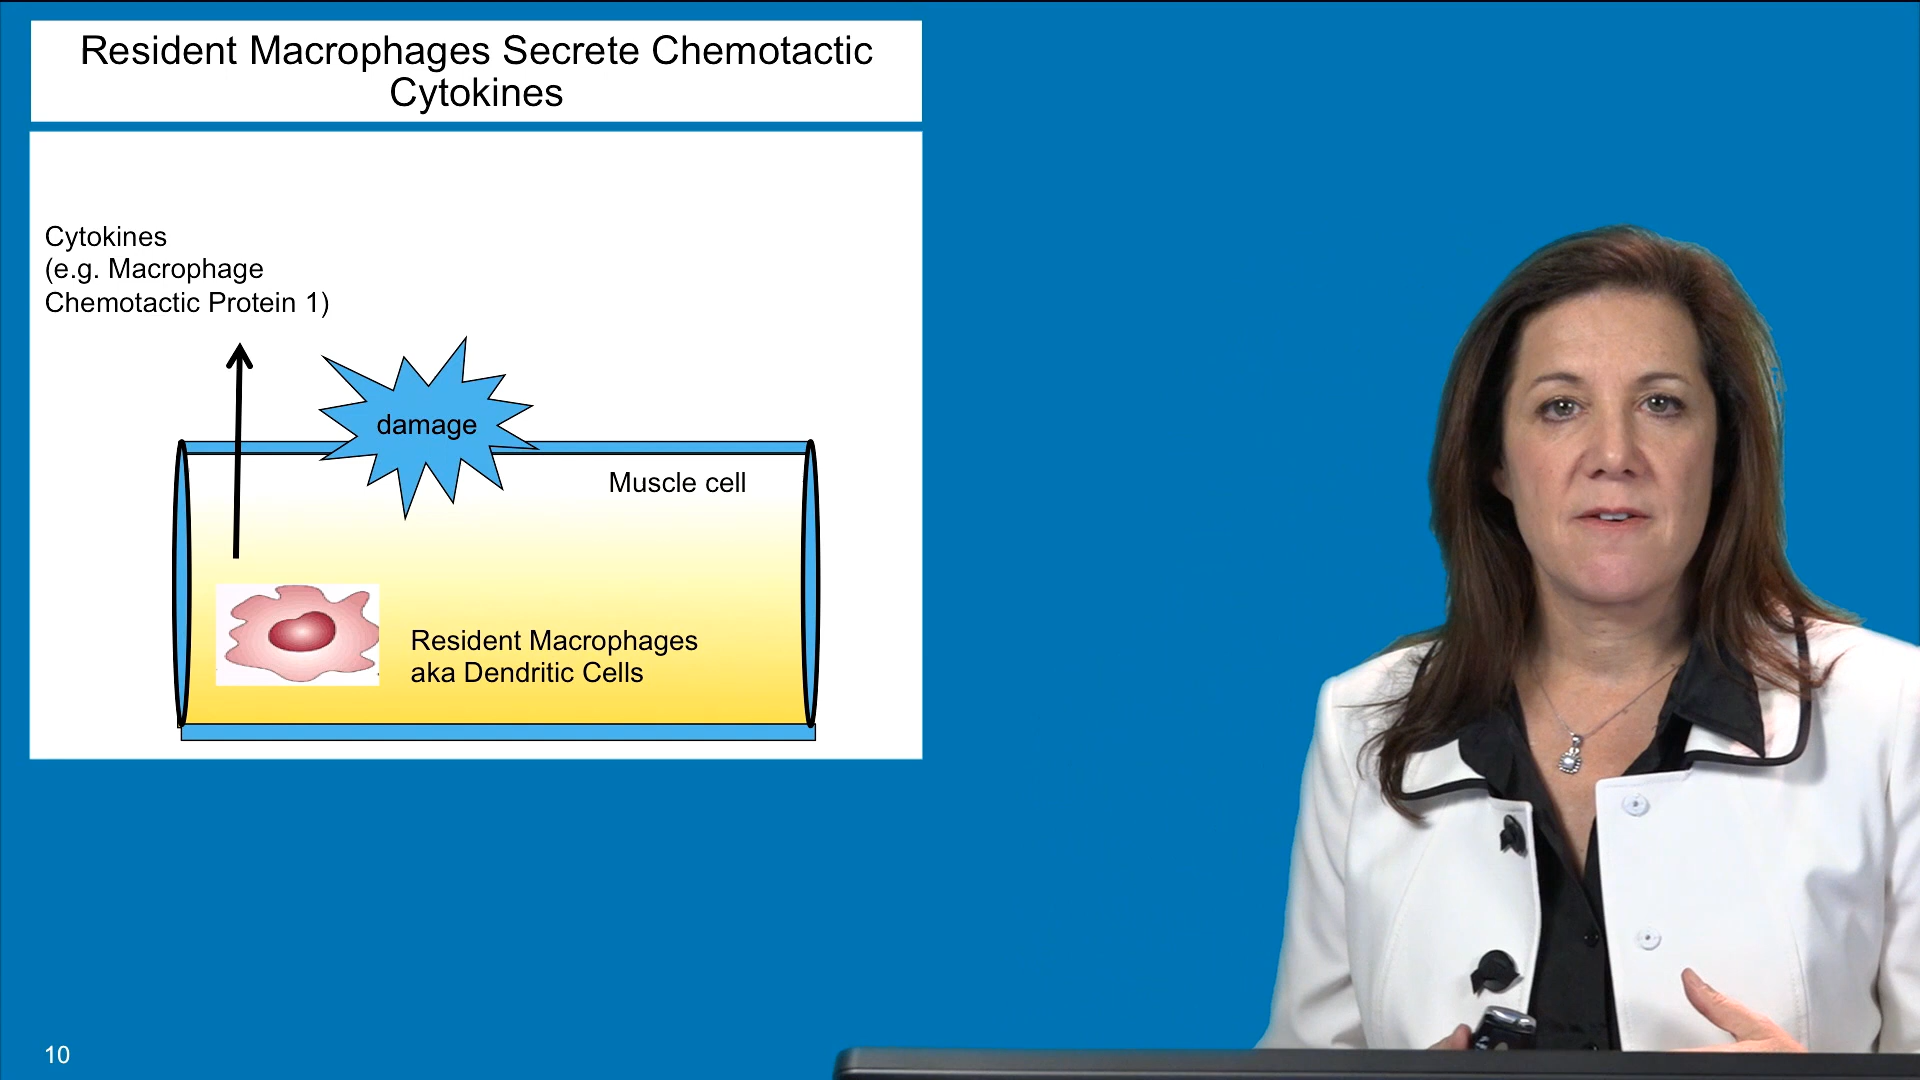 Resident Macrophages Secrete Chemotactic
Cytokines
Cytokines
(e.g. Macrophage
Chemotactic Protein 1)
damage
Muscle cell
Resident Macrophages
aka Dendritic Cells
10